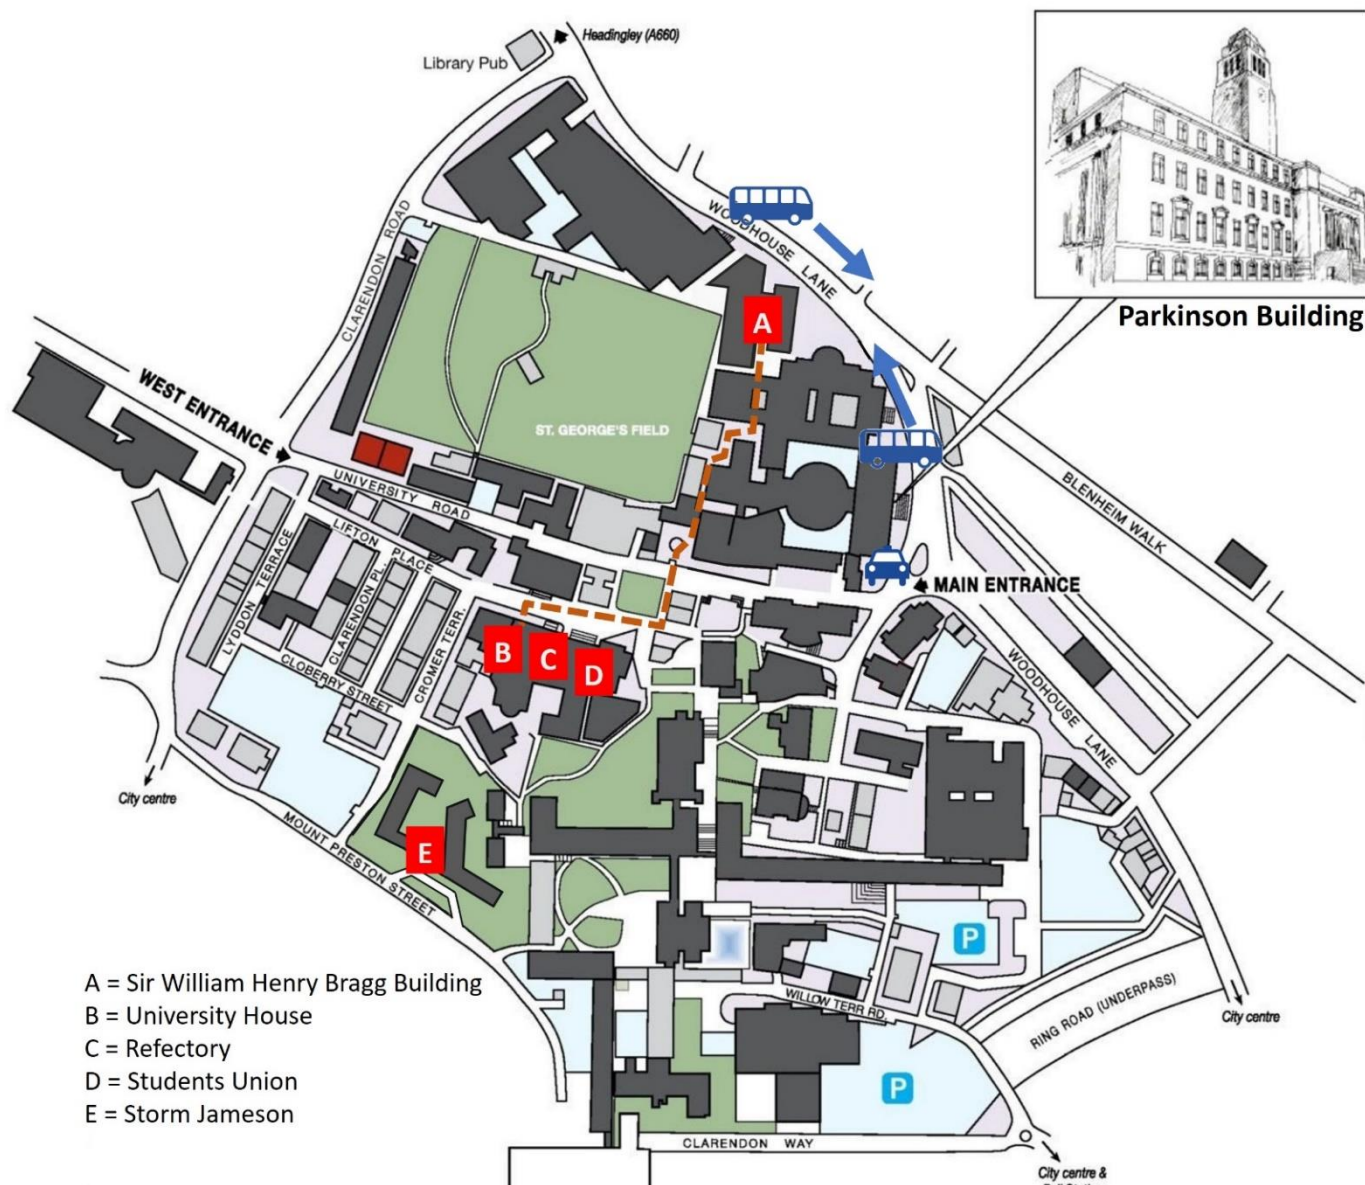 Headingley (A660)
Library Pub
WOODHOUSE LANE
CLARENDON ROAD
CLARENDON ROAD
A
Parkinson Building
WEST ENTRANCE
ST. GEORGE'S FIELD
UNIVERSITY
ROAD
BLENHEIM WALK
LIFTON
PLACE
LYDDON TERRACE
CLARENDON PL.
CROMER TERR.
CLOBERRY STREET
MAIN ENTRANCE
B
C
D
WOODHOUSE
LANE
City centre
MOUNT PRESTON STREET
E
P
WILLOW TERR RD.
RING ROAD (UNDERPASS)
City centre
P
A = Sir William Henry Bragg Building
B = University House
C = Refectory
D = Students Union
E = Storm Jameson
CLARENDON WAY
City centre &